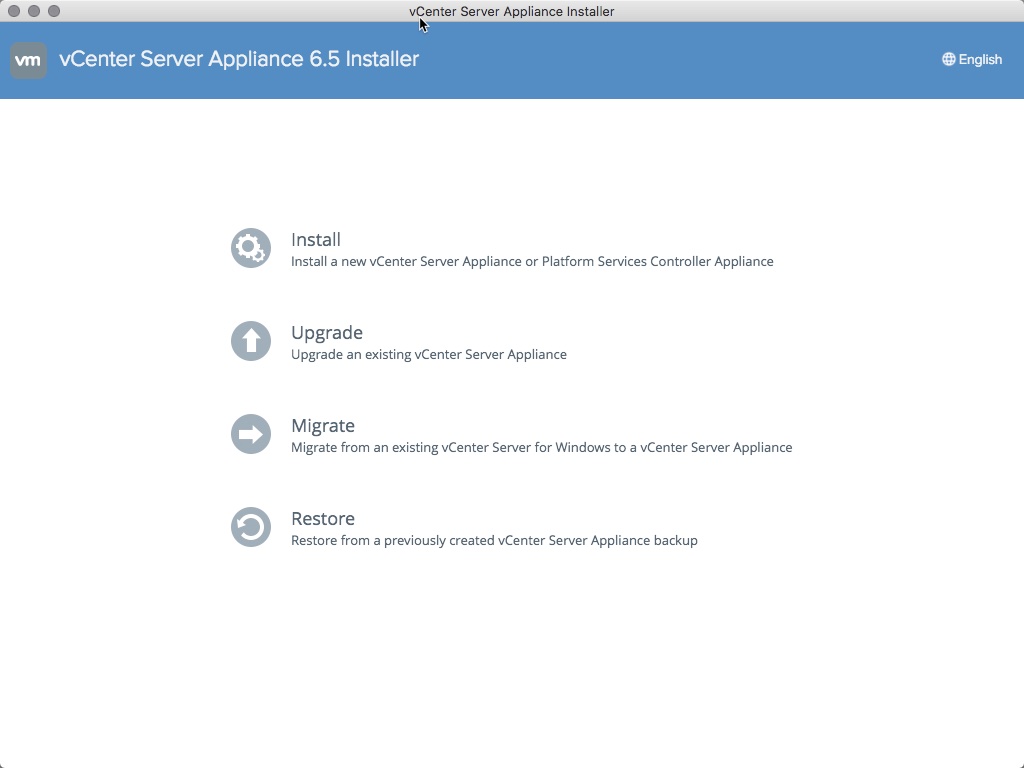 vCenter Server Appliance Installer
vm vCenter Server Appliance 6.5 Installer
English
Install
Install a new vCenter Server Appliance or Platform Services Controller Appliance
Upgrade
Upgrade an existing vCenter Server Appliance
Migrate
Migrate from an existing vCenter Server for Windows to a vCenter Server Appliance
Restore
Restore from a previously created vCenter Server Appliance backup